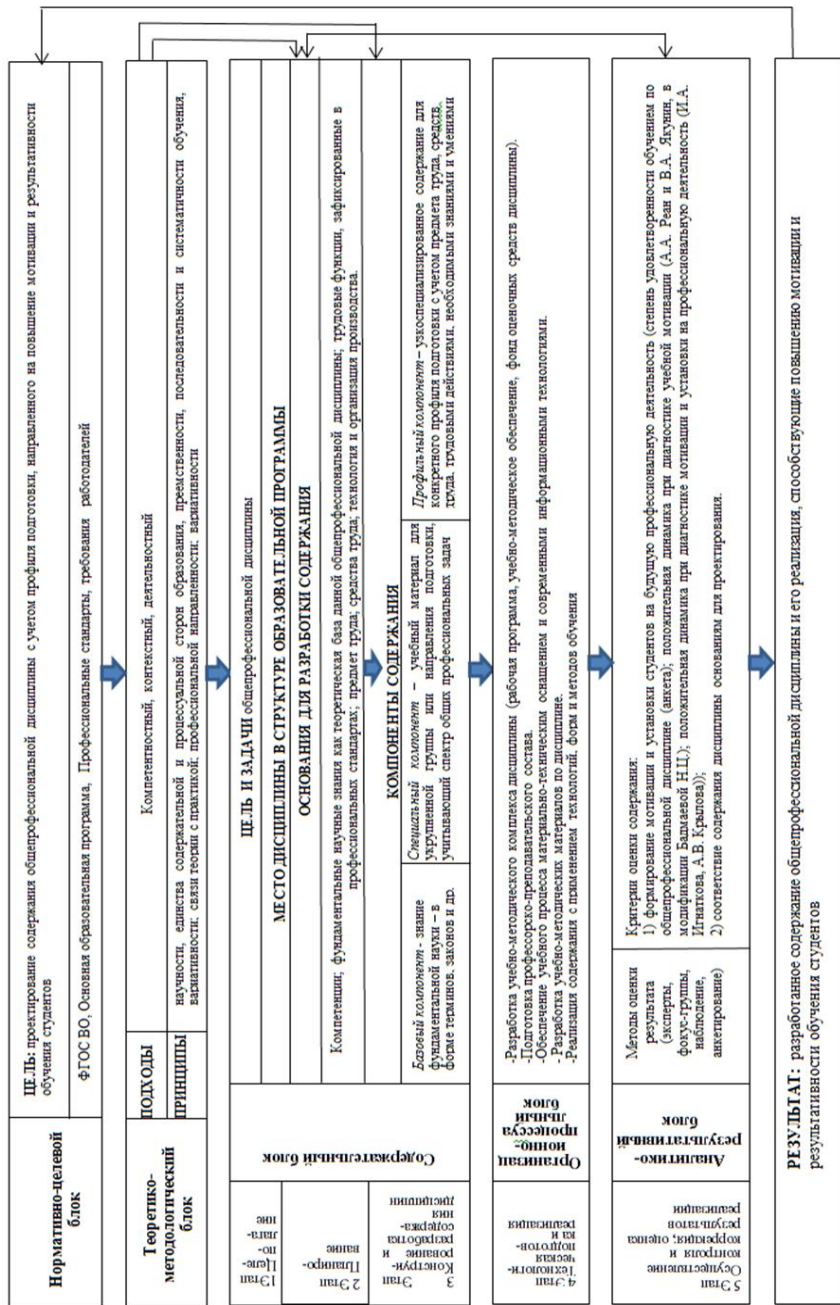 Нормативно-целевой
блок
ЦЕЛЬ: проектирование содержания общепрофессиональной дисциплины с учетом профиля подготовки, направленного на повышение мотивации и результативности
обучения студентов
ФГОС ВО, Основная образовательная программа, Профессиональные стандарты, требования работодателей
Теоретико-
методологический
блок
ПОДХОДЫ
Компетентностный, контекстный, деятельностный
ПРИНЦИПЫ
научности, единства содержательной и процессуальной сторон образования, преемственности, последовательности и систематичности обучения,
вариативности; связи теории с практикой; профессиональной направленности; вариативности
1Этап
Целе-
по-
лага-
ние
2 Этап
Планиро-
вание
3 Этап
Конструи-
рование и
разработка
содержа-
ния
дисциплин
Содержательный блок
ЦЕЛЬ И ЗАДАЧИ общепрофессиональной дисциплины
МЕСТО ДИСЦИПЛИНЫ В СТРУКТУРЕ ОБРАЗОВАТЕЛЬНОЙ ПРОГРАММЫ
ОСНОВАНИЯ ДЛЯ РАЗРАБОТКИ СОДЕРЖАНИЯ
Компетенции; фундаментальные научные знания как теоретическая база данной общепрофессиональной дисциплины; трудовые функции, зафиксированные в
профессиональных стандартах; предмет труда; средства труда; технология и организация производства.
КОМПОНЕНТЫ СОДЕРЖАНИЯ
Базовый компонент - знание
фундаментальной науки – в
форме терминов, законов и др.
Специальный компонент – учебный материал для
укрупненной группы или направления подготовки,
учитывающий спектр общих профессиональных задач
Профильный компонент – узкоспециализированное содержание для
конкретного профиля подготовки с учетом предмета труда, средств
труда, трудовыми действиями, необходимыми знаниями и умениями
4 Этап
Технологи-
ческая
подготов-
ка и
реализация
Организац
ионно-
процессуа
льный
блок
-Разработка учебно-методического комплекса дисциплины (рабочая программа, учебно-методическое обеспечение, фонд оценочных средств дисциплины).
-Подготовка профессорско-преподавательского состава.
-Обеспечение учебного процесса материально-техническим оснащением и современными информационными технологиями.
- Разработка учебно-методических материалов по дисциплине.
-Реализация содержания с применением технологий, форм и методов обучения
5 Этап
Осуществление
контроля и
коррекция, оценка
результатов
реализации
Аналитико-
результативный
блок
Методы оценки
результата
(эксперты,
фокус-группы,
наблюдение,
анкетирование)
Критерии оценки содержания:
1) формирование мотивации и установки студентов на будущую профессиональную деятельность (степень удовлетворенности обучением по
общепрофессиональной дисциплине (анкета); положительная динамика при диагностике учебной мотивации (А.А. Реан и В.А. Якунин, в
модификации Бадмаевой Н.Ц.); положительная динамика при диагностике мотивации и установки на профессиональную деятельность (И.А.
Игнаткова, А.В. Крылова));
2) соответствие содержания дисциплины основаниям для проектирования.
РЕЗУЛЬТАТ: разработанное содержание общепрофессиональной дисциплины и его реализация, способствующие повышению мотивации и
результативности обучения студентов